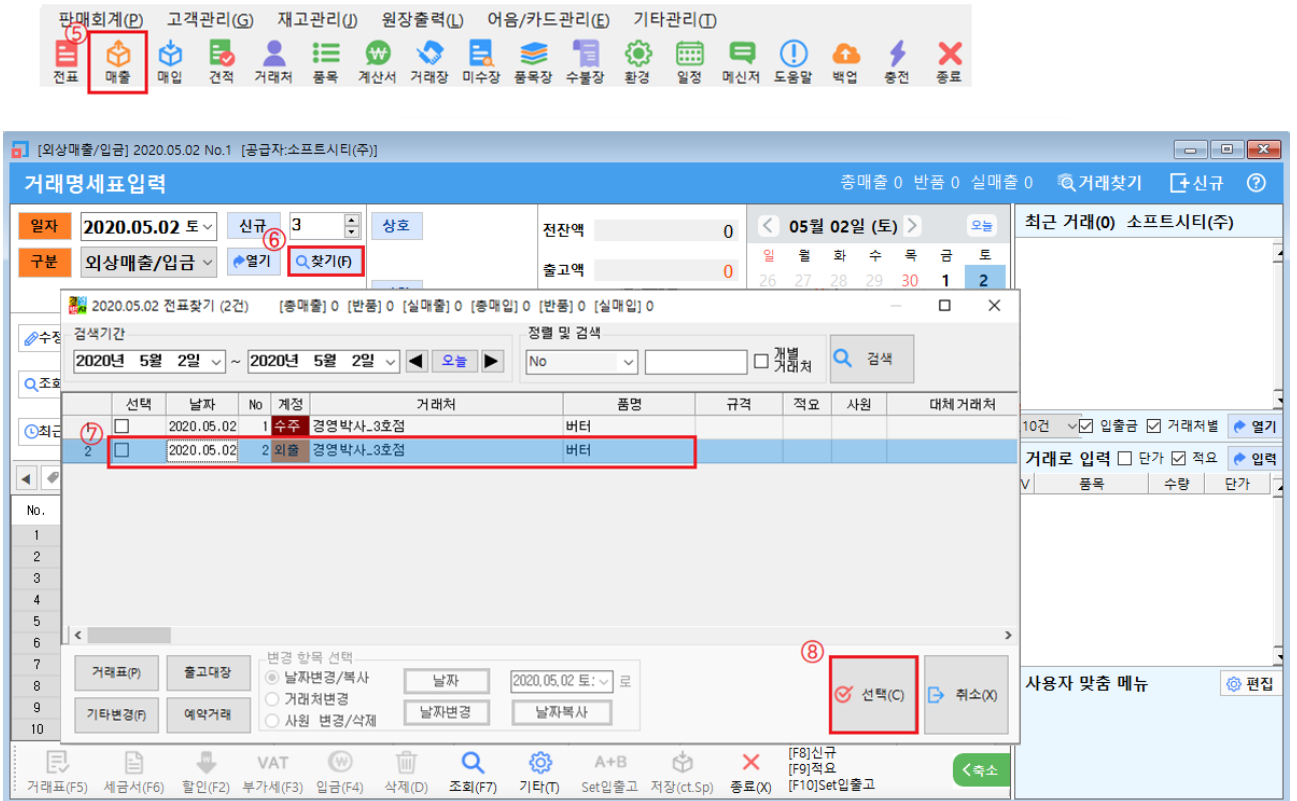 판매회계(P) 고객관리(G) 재고관리(J) 원장출력(L) 어음/카드관리(E) 기타관리(T)
⑤
전표 매출 매입 견적 거래처 품목 계산서 거래장 미수장 품목장 수불장 환경 일정 메신저 도움말 백업 충전 종료
[외상매출/입금] 2020.05.02 No.1 [공급자:소프트시티(주)]
거래명세표입력 총매출 0 반품 0 실매출 0 거래찾기 신규
일자 2020.05.02 토 신규 3 상호 전잔액 0 05월 02일 (토) 오늘 최근 거래(0) 소프트시티(주)
⑥
구분 외상매출/입금 열기 찾기(F) 출고액 0 일 월 화 수 목 금 토
26 27 28 29 30 1 2
2020.05.02 전표찾기 (2건) [총매출] 0 [반품] 0 [실매출] 0 [총매입] 0 [반품] 0 [실매입] 0
수정 검색기간 정렬 및 검색
2020년 5월 2일 ~ 2020년 5월 2일 ◀ 오늘 ▶ No 개별거래처 검색
조회
선택 날짜 No 계정 거래처 품명 규격 적요 사원 대체거래처
최근 ⑦ 1 2020.05.02 1 수주 경영박사_3호점 버터 10건 입출금 거래처별 열기
2 2020.05.02 2 외출 경영박사_3호점 버터
거래로 입력 단가 적요 입력
V 품목 수량 단가
No.
1
2
3
4
5
6
7
8
9
10
⑧
거래표(P) 출고대장 변경 항목 선택
날짜변경/복사 날짜 2020,05,02 토: 로
거래처변경
기타변경(F) 예약거래 사원 변경/삭제 날짜변경 날짜복사
선택(C) 취소(X)
사용자 맞춤 메뉴 편집
VAT A+B [F8]신규
[F9]적요
[F10]Set입출고
<축소
거래표(F5) 세금서(F6) 할인(F2) 부가세(F3) 입금(F4) 삭제(D) 조회(F7) 기타(T) Set입출고 저장(ct.Sp) 종료(X)